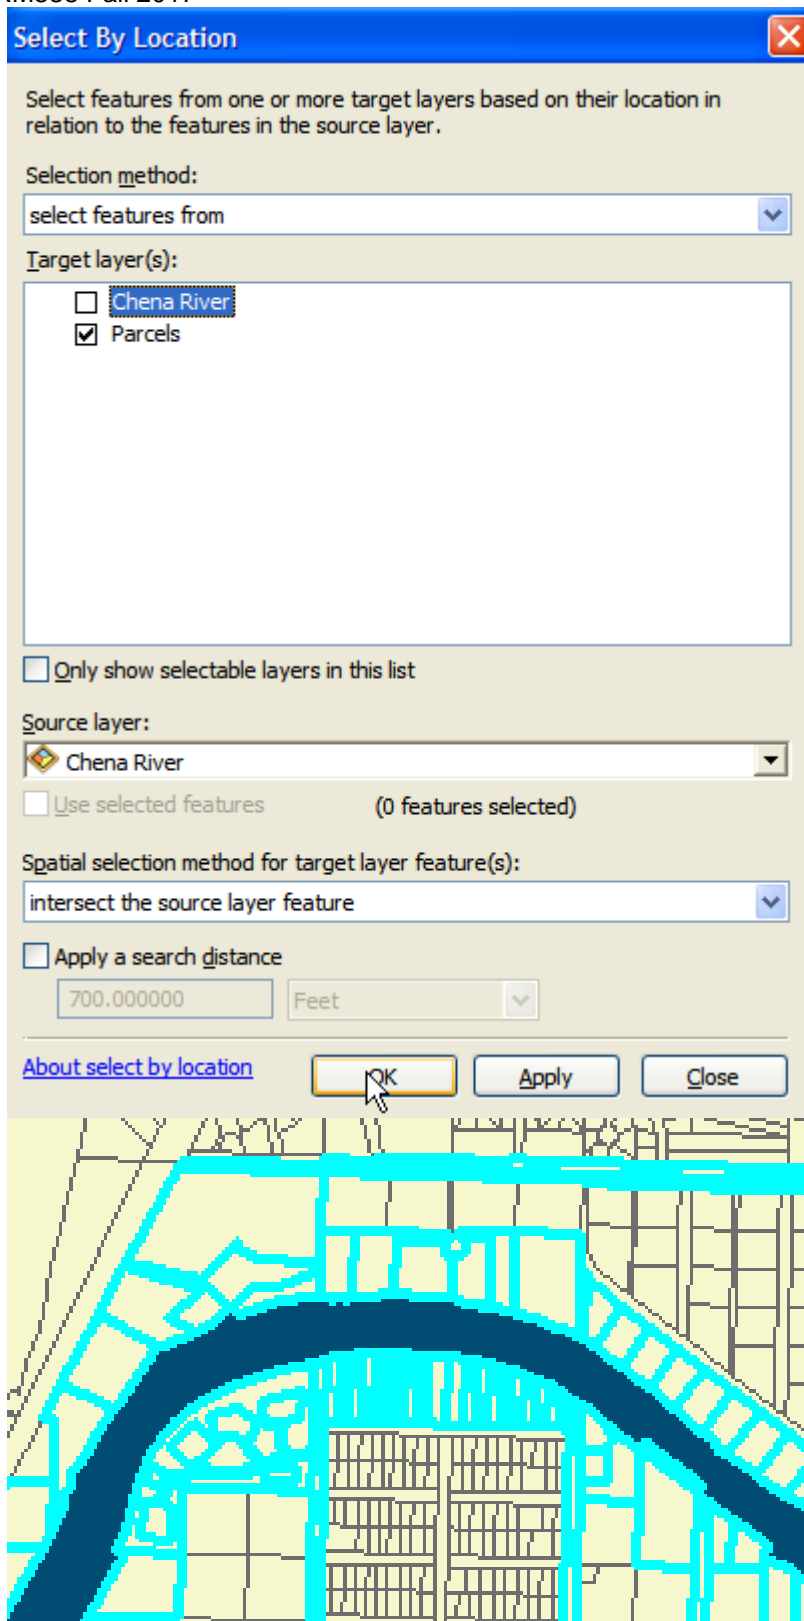 Select By Location
Select features from one or more target layers based on their location in
relation to the features in the source layer.
Selection method:
select features from
Target layer(s):
Chena River
Parcels
Only show selectable layers in this list
Source layer:
Chena River
Use selected features (0 features selected)
Spatial selection method for target layer feature(s):
intersect the source layer feature
Apply a search distance
700.000000 Feet
About select by location OK Apply Close